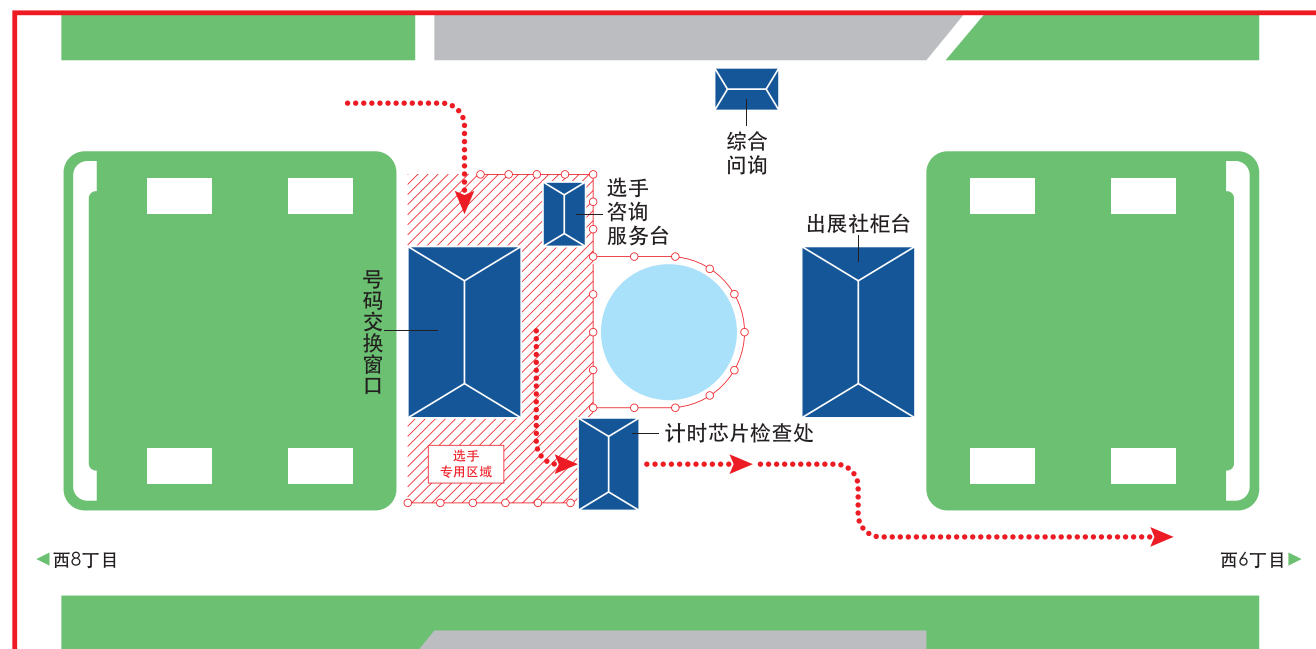 综合
问询
选手
咨询
服务台
出展社柜台
号码交换窗口
计时芯片检查处
选手
专用区域
西8丁目
西6丁目